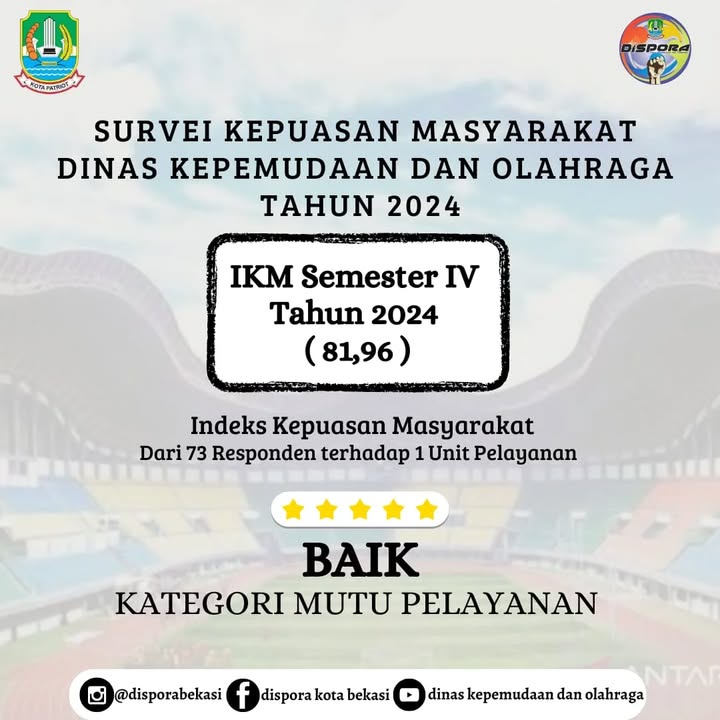 KOTA PATRIOT
DISPORA
SURVEI KEPUASAN MASYARAKAT
DINAS KEPEMUDAAN DAN OLAHRAGA
TAHUN 2024
IKM Semester IV
Tahun 2024
( 81,96 )
Indeks Kepuasan Masyarakat
Dari 73 Responden terhadap 1 Unit Pelayanan
BAIK
KATEGORI MUTU PELAYANAN
ANTAR
@disporabekasi dispora kota bekasi dinas kepemudaan dan olahraga